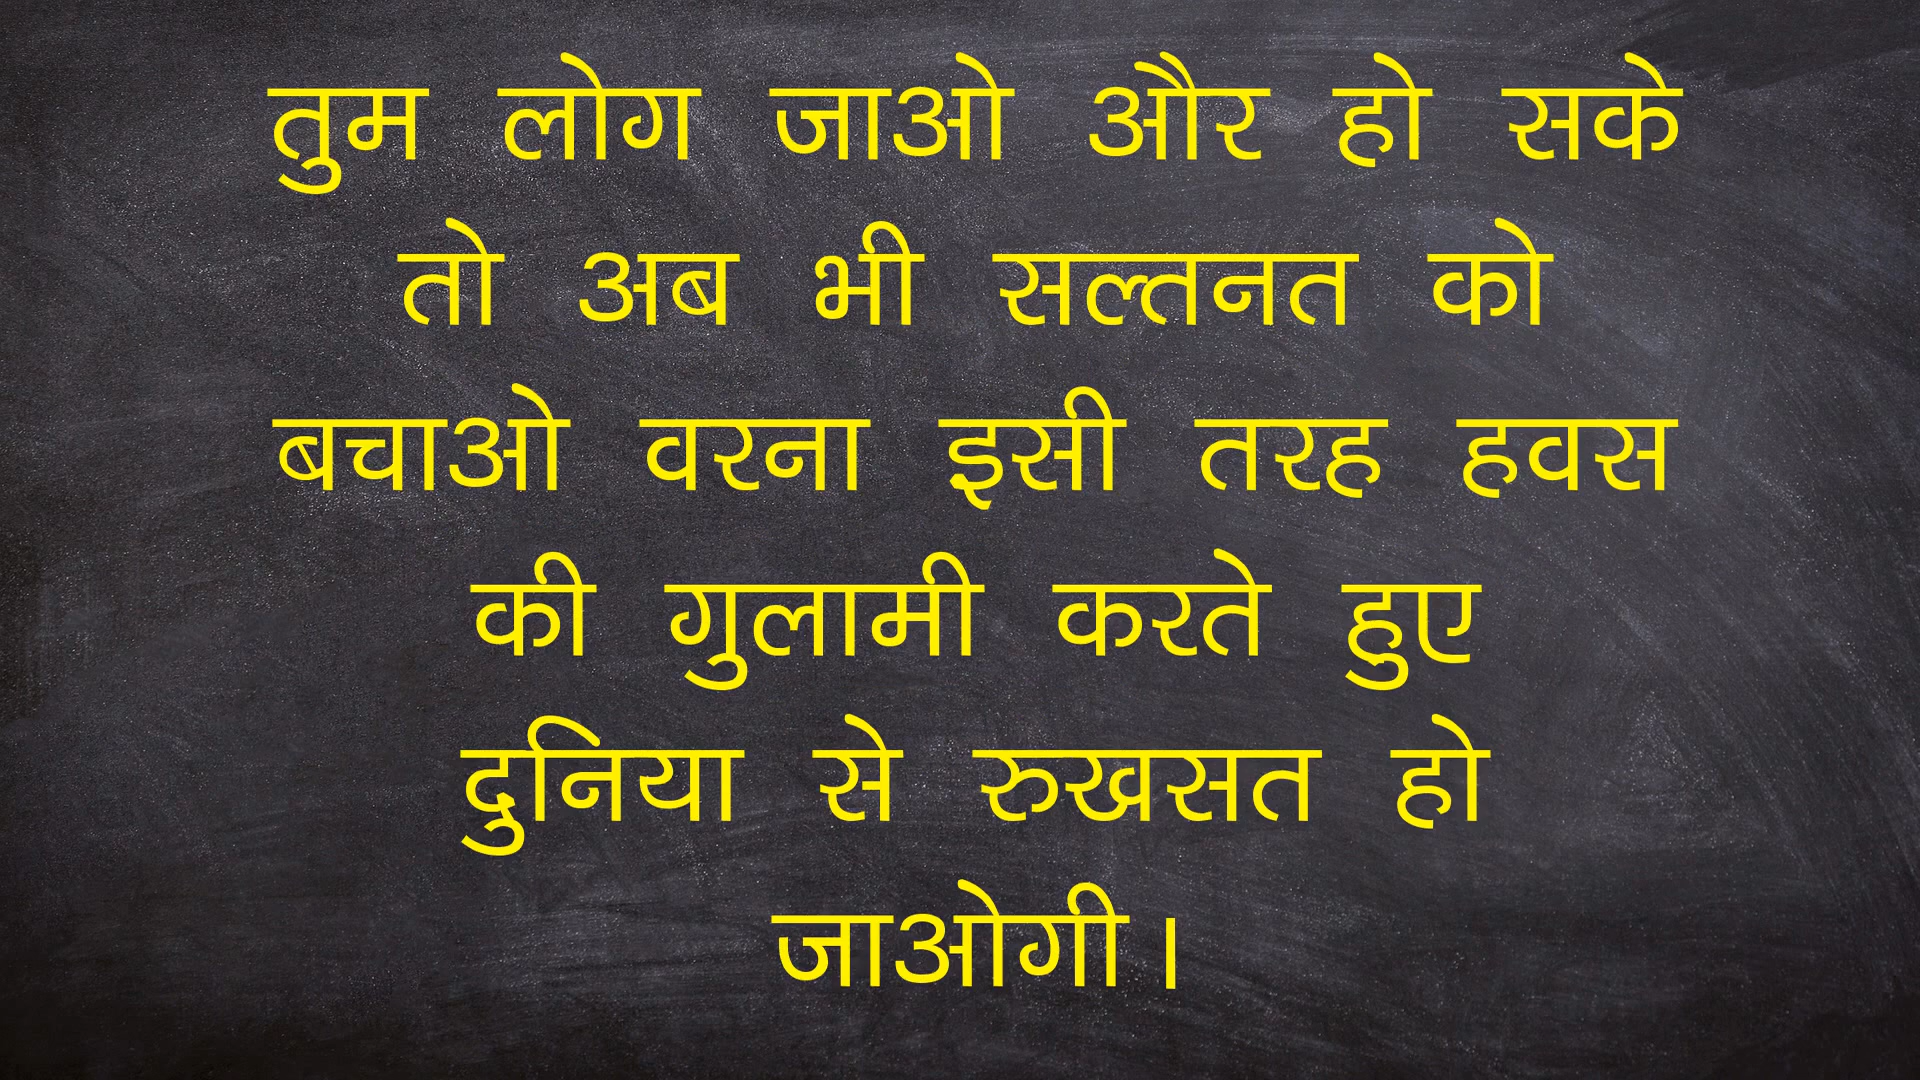 तुम लोग जाओ और हो सके
तो अब भी सल्तनत को
बचाओ वरना इसी तरह हवस
की गुलामी करते हुए
दुनिया से रुखसत हो
जाओगी।